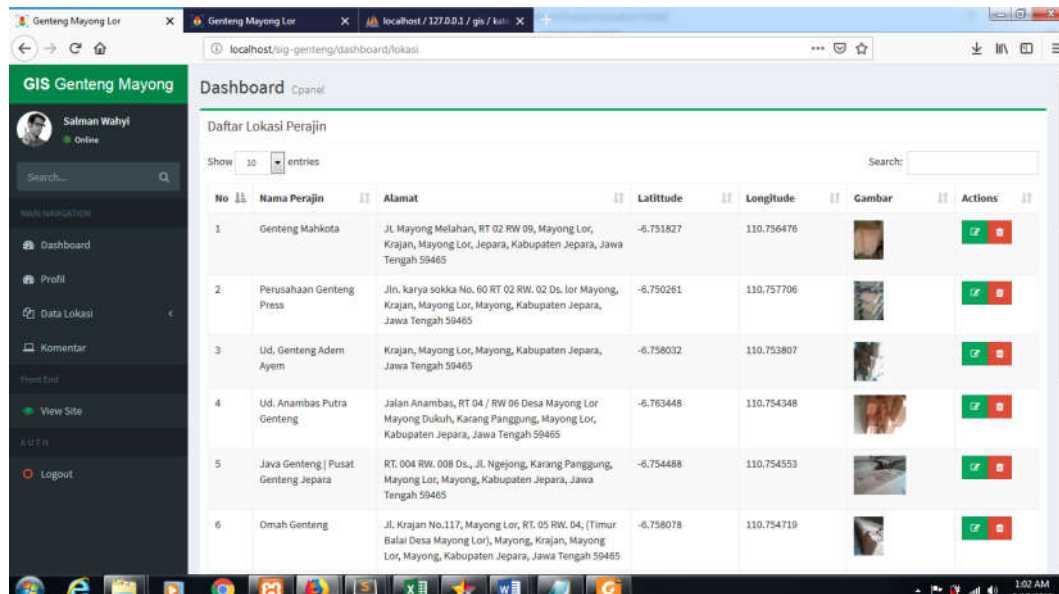 Genteng Mayong Lor
Genteng Mayong Lor
localhost / 127.0.0.1 / gis /
localhost/sig-genteng/dashboard/lokasi
GIS Genteng Mayong
Dashboard Cpanel
Salman Wahyi
Online
Search...
MAIN NAVIGATION
Dashboard
Profil
Data Lokasi
Komentar
Front End
View Site
AUTH
Logout
Daftar Lokasi Perajin
Show 10 entries
Search:
No Nama Perajin Alamat Latittude Longitude Gambar Actions
1 Genteng Mahkota JL Mayong Melahan, RT 02 RW 09, Mayong Lor, -6.751827 110.756476
Krajan, Mayong Lor, Jepara, Kabupaten Jepara, Jawa
Tengah 59465
2 Perusahaan Genteng Jln. karya sokka No. 60 RT 02 RW. 02 Ds. lor Mayong, -6.750261 110.757706
Press Krajan, Mayong Lor, Mayong, Kabupaten Jepara,
Jawa Tengah 59465
3 Ud. Genteng Adem Krajan, Mayong Lor, Mayong, Kabupaten Jepara, -6.758032 110.753807
Ayem Jawa Tengah 59465
4 Ud. Anambas Putra Jalan Anambas, RT 04 / RW 06 Desa Mayong Lor -6.763448 110.754348
Genteng Mayong Dukuh, Karang Panggung, Mayong Lor,
Kabupaten Jepara, Jawa Tengah 59465
5 Java Genteng | Pusat RT. 004 RW. 008 Ds., Jl. Ngejong, Karang Panggung, -6.754488 110.754553
Genteng Jepara Mayong Lor, Mayong, Kabupaten Jepara, Jawa
Tengah 59465
6 Omah Genteng Jl. Krajan No.117, Mayong Lor, RT. 05 RW. 04, (Timur -6.758078 110.754719
Balai Desa Mayong Lor), Mayong, Krajan, Mayong
Lor, Mayong, Kabupaten Jepara, Jawa Tengah 59465
1:02 AM